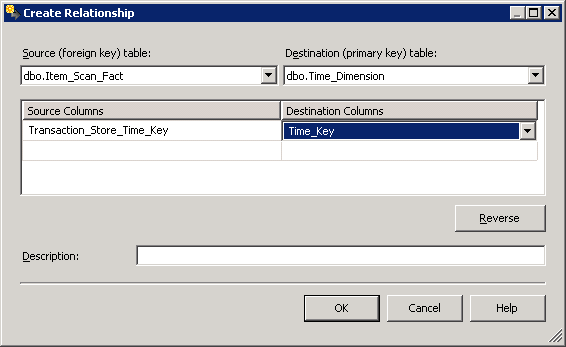 Create Relationship
Source (foreign key) table: Destination (primary key) table:
dbo.Item_Scan_Fact dbo.Time_Dimension
Source Columns Destination Columns
Transaction_Store_Time_Key Time_Key
Reverse
Description:
OK Cancel Help